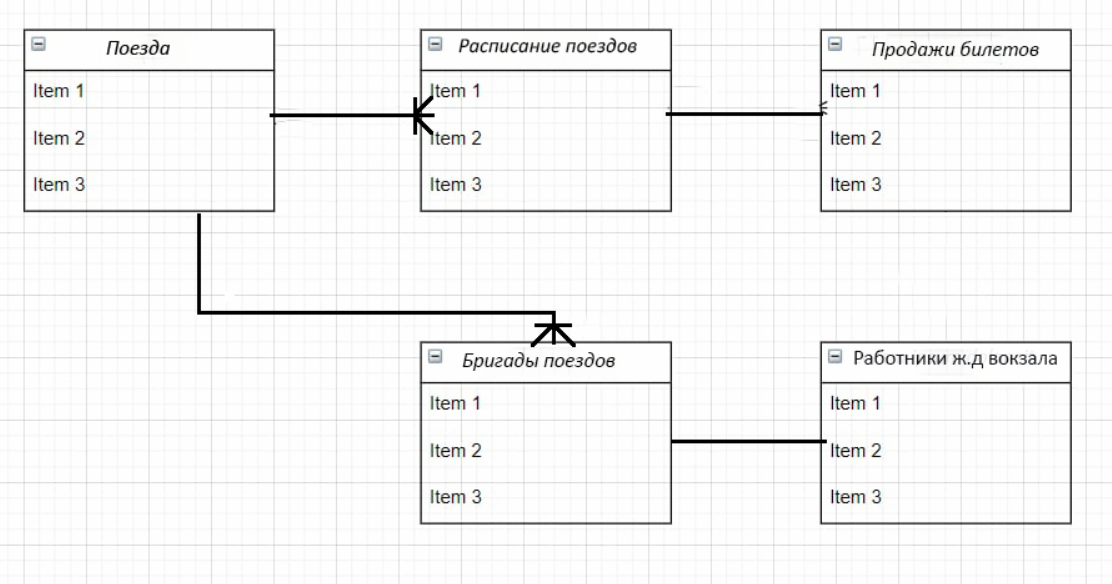 Поезда
Item 1
Item 2
Item 3
Расписание поездов
Item 1
Item 2
Item 3
Продажи билетов
Item 1
Item 2
Item 3
Бригады поездов
Item 1
Item 2
Item 3
Работники ж.д вокзала
Item 1
Item 2
Item 3